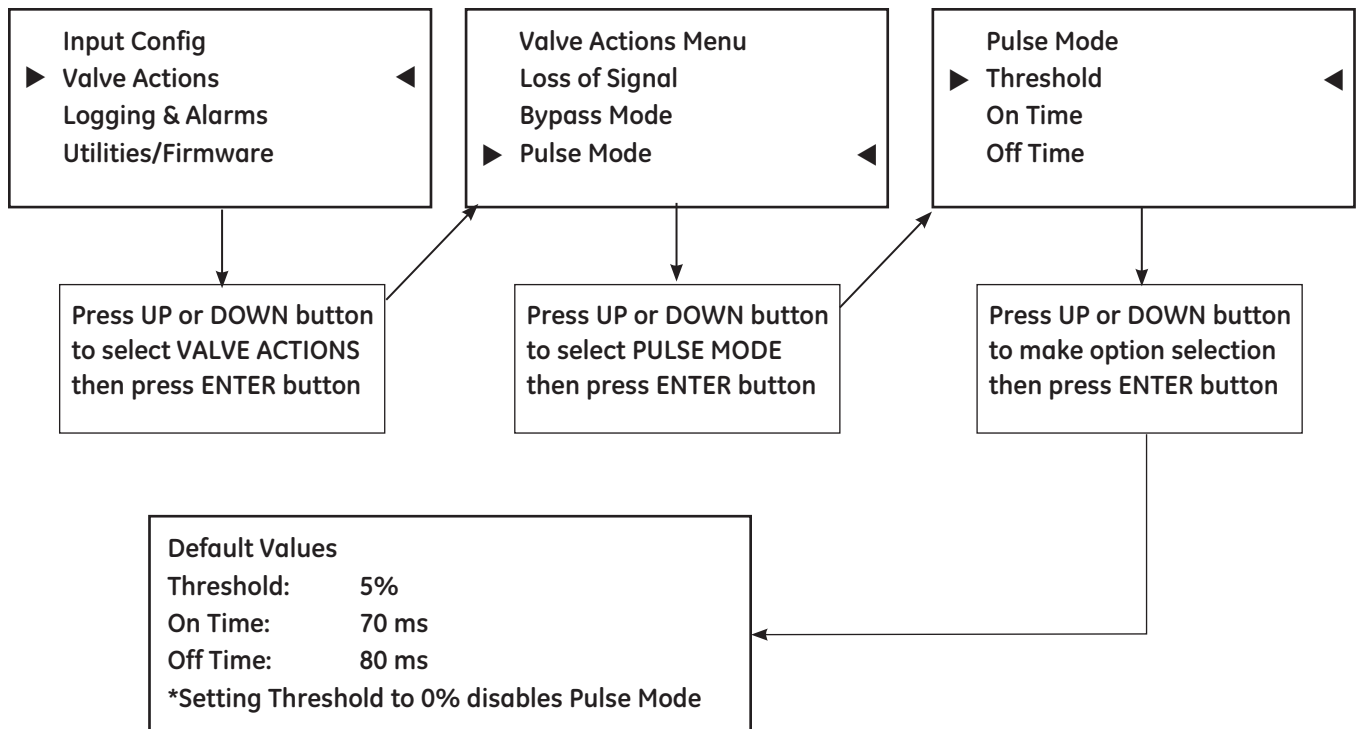 Input Config
Valve Actions
Logging & Alarms
Utilities/Firmware
Valve Actions Menu
Loss of Signal
Bypass Mode
Pulse Mode
Pulse Mode
Threshold
On Time
Off Time
Press UP or DOWN button
to select VALVE ACTIONS
then press ENTER button
Press UP or DOWN button
to select PULSE MODE
then press ENTER button
Press UP or DOWN button
to make option selection
then press ENTER button
Default Values
Threshold: 5%
On Time: 70 ms
Off Time: 80 ms
*Setting Threshold to 0% disables Pulse Mode